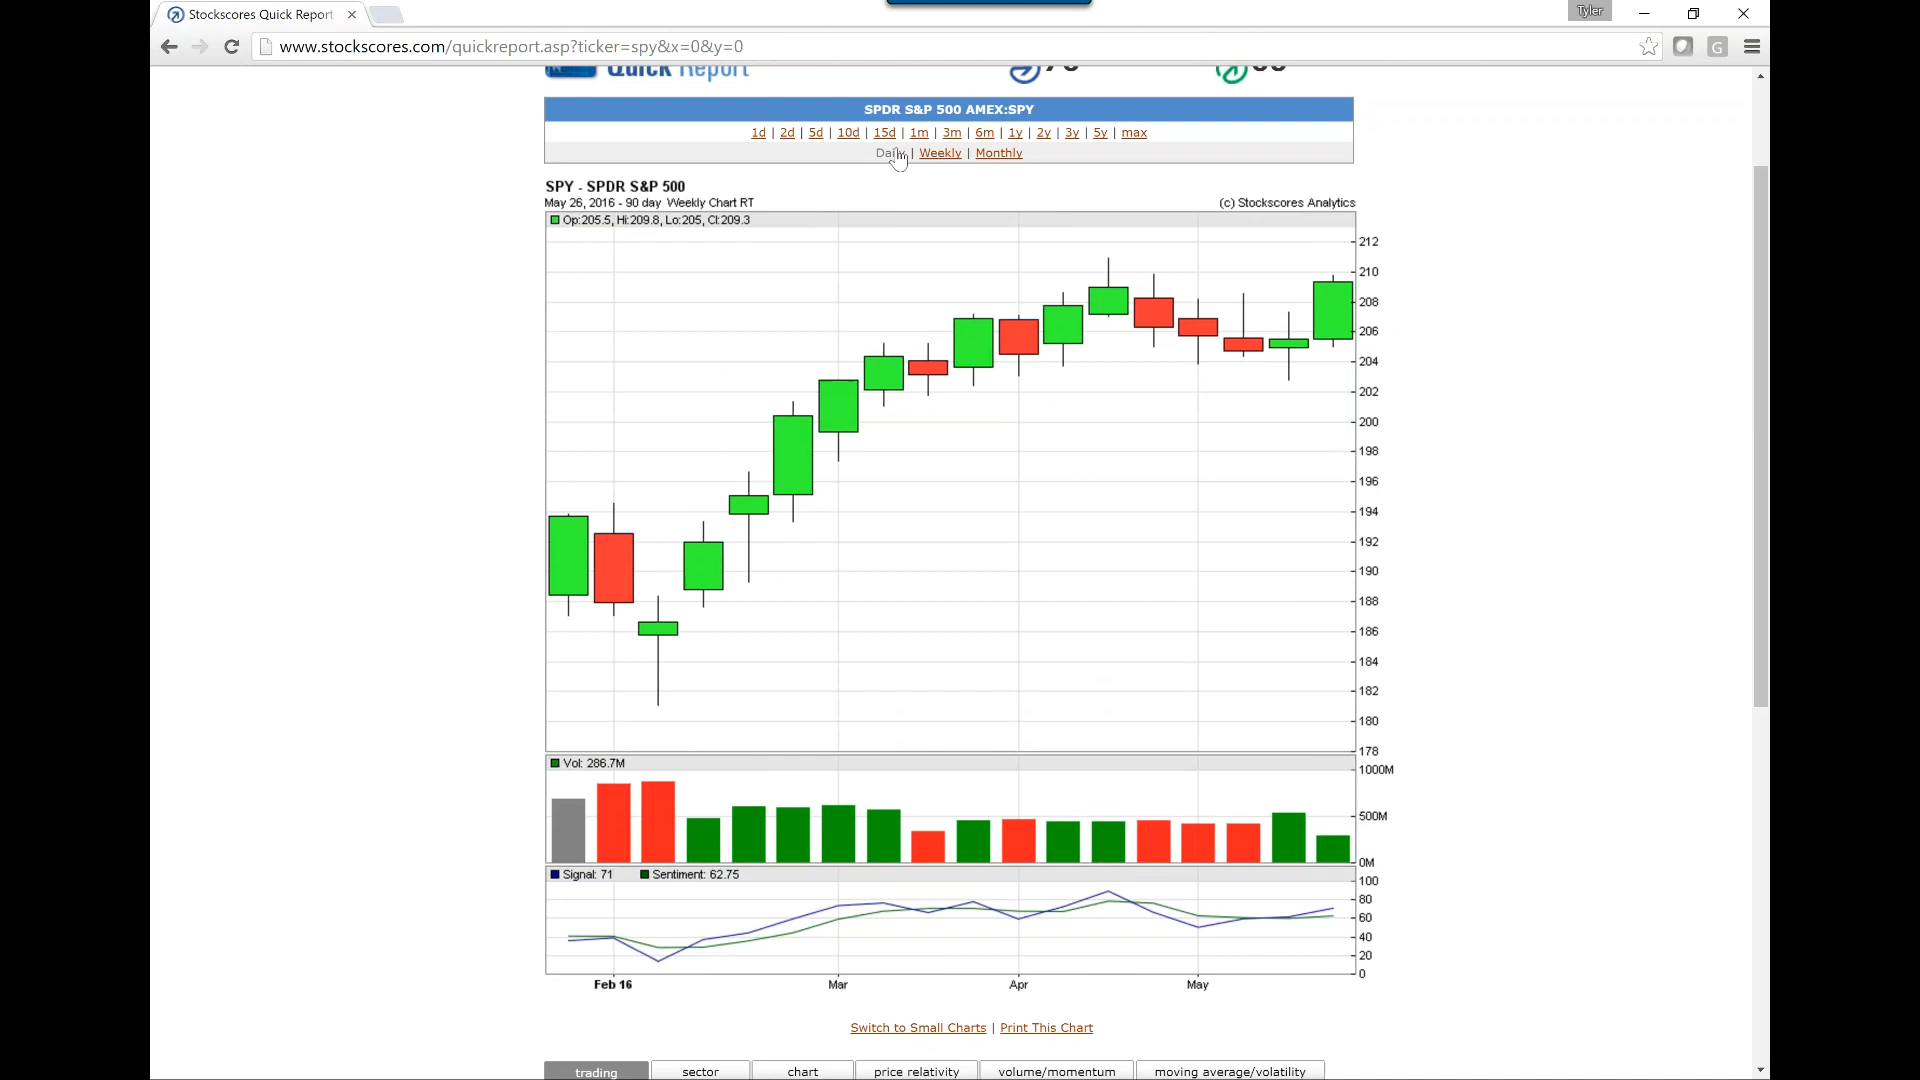 Stockscores Quick Report
Tyler
www.stockscores.com/quickreport.asp?ticker=spy&x=0&y=0
G
Quick Report
SPDR S&P 500 AMEX:SPY
1d | 2d | 5d | 10d | 15d | 1m | 3m | 6m | 1y | 2y | 3y | 5y | max
Daily | Weekly | Monthly
SPY - SPDR S&P 500
May 26, 2016 - 90 day Weekly Chart RT
(c) Stockscores Analytics
Op:205.5, Hi:209.8, Lo:205, Cl:209.3
212
210
208
206
204
202
200
198
196
194
192
190
188
186
184
182
180
178
Vol: 286.7M
1000M
500M
0M
Signal: 71 Sentiment: 62.75
100
80
60
40
20
0
Feb 16 Mar Apr May
Switch to Small Charts | Print This Chart
trading sector chart price relativity volume/momentum moving average/volatility